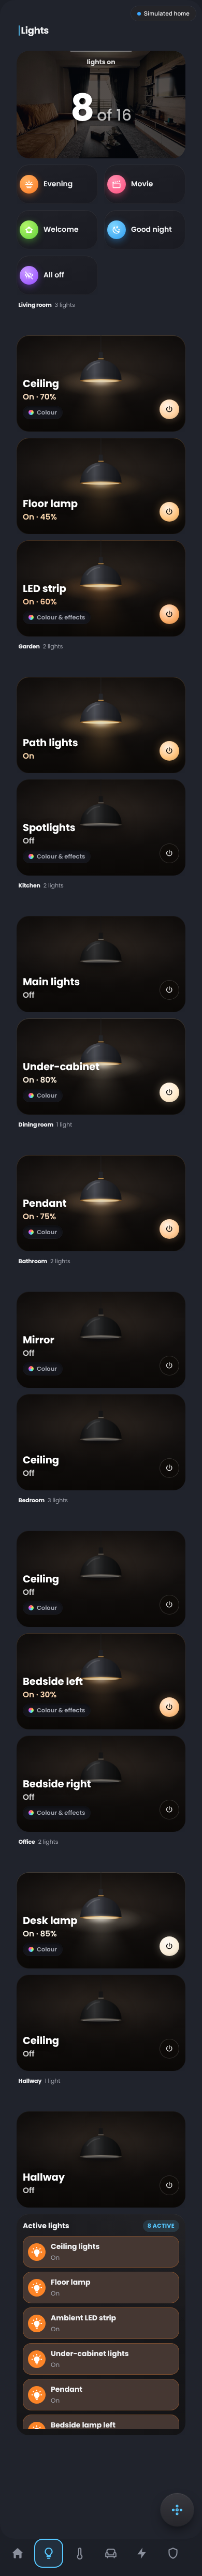 Simulated home
Lights
lights on
8 of 16
Evening
Movie
Welcome
Good night
All off
Living room 3 lights
Ceiling
On · 70%
Colour
Floor lamp
On · 45%
LED strip
On · 60%
Colour & effects
Garden 2 lights
Path lights
On
Spotlights
Off
Colour & effects
Kitchen 2 lights
Main lights
Off
Under-cabinet
On · 80%
Colour
Dining room 1 light
Pendant
On · 75%
Colour
Bathroom 2 lights
Mirror
Off
Colour
Ceiling
Off
Bedroom 3 lights
Ceiling
Off
Colour
Bedside left
On · 30%
Colour & effects
Bedside right
Off
Colour & effects
Office 2 lights
Desk lamp
On · 85%
Colour
Ceiling
Off
Hallway 1 light
Hallway
Off
Active lights
8 ACTIVE
Ceiling lights
On
Floor lamp
On
Ambient LED strip
On
Under-cabinet lights
On
Pendant
On
Bedside lamp left